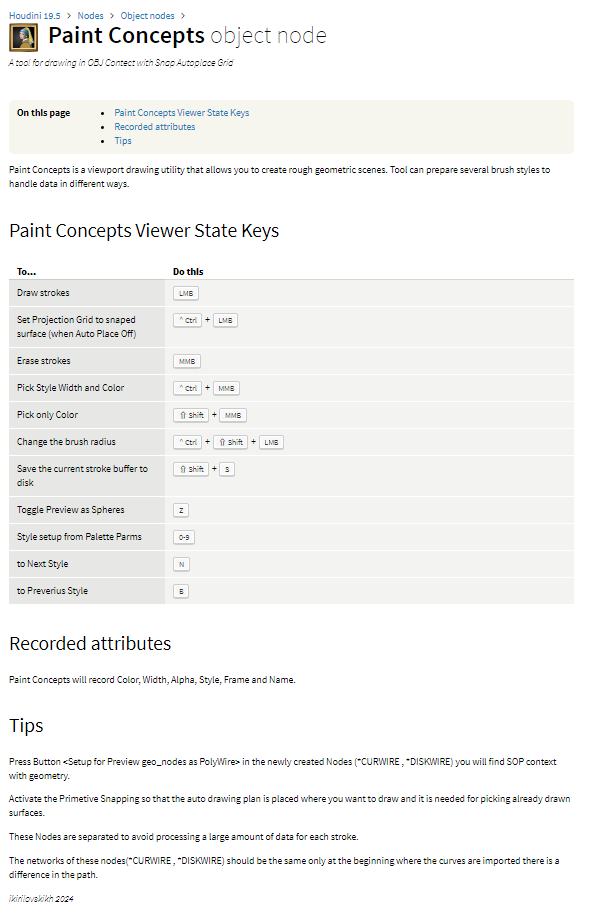 Houdini 19.5 > Nodes > Object nodes >
Paint Concepts object node
A tool for drawing in OBJ Contect with Snap Autoplace Grid
On this page
• Paint Concepts Viewer State Keys
• Recorded attributes
• Tips
Paint Concepts is a viewport drawing utility that allows you to create rough geometric scenes. Tool can prepare several brush styles to
handle data in different ways.
Paint Concepts Viewer State Keys
To... Do this
Draw strokes LMB
Set Projection Grid to snaped ^ Ctrl + LMB
surface (when Auto Place Off)
Erase strokes MMB
Pick Style Width and Color ^ Ctrl + MMB
Pick only Color ⇧ Shift + MMB
Change the brush radius ^ Ctrl + ⇧ Shift + LMB
Save the current stroke buffer to ⇧ Shift + S
disk
Toggle Preview as Spheres Z
Style setup from Palette Parms 0-9
to Next Style N
to Preverius Style B
Recorded attributes
Paint Concepts will record Color, Width, Alpha, Style, Frame and Name.
Tips
Press Button <Setup for Preview geo_nodes as PolyWire> in the newly created Nodes (*CURWIRE , *DISKWIRE) you will find SOP context
with geometry.
Activate the Primetive Snapping so that the auto drawing plan is placed where you want to draw and it is needed for picking already drawn
surfaces.
These Nodes are separated to avoid processing a large amount of data for each stroke.
The networks of these nodes(*CURWIRE , *DISKWIRE) should be the same only at the beginning where the curves are imported there is a
difference in the path.
ikirilovskikh 2024